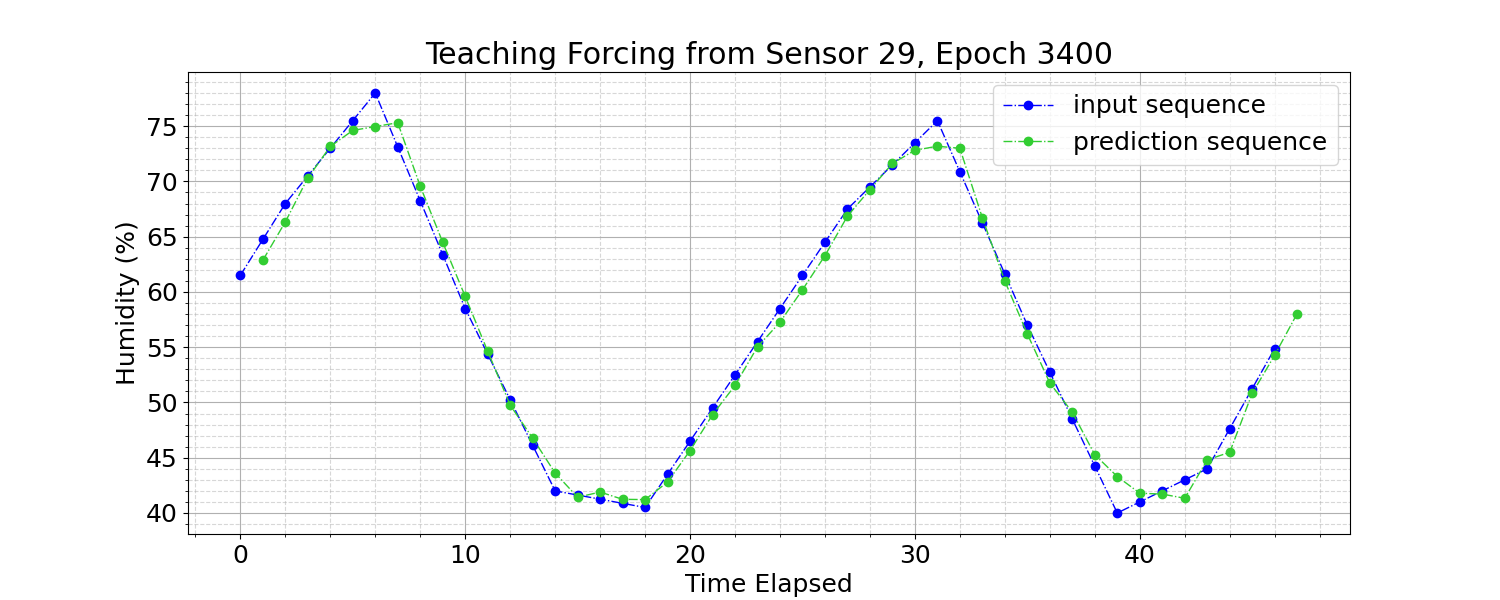 Teaching Forcing from Sensor 29, Epoch 3400
input sequence
prediction sequence
Humidity (%)
75
70
65
60
55
50
45
40
0 10 20 30 40
Time Elapsed